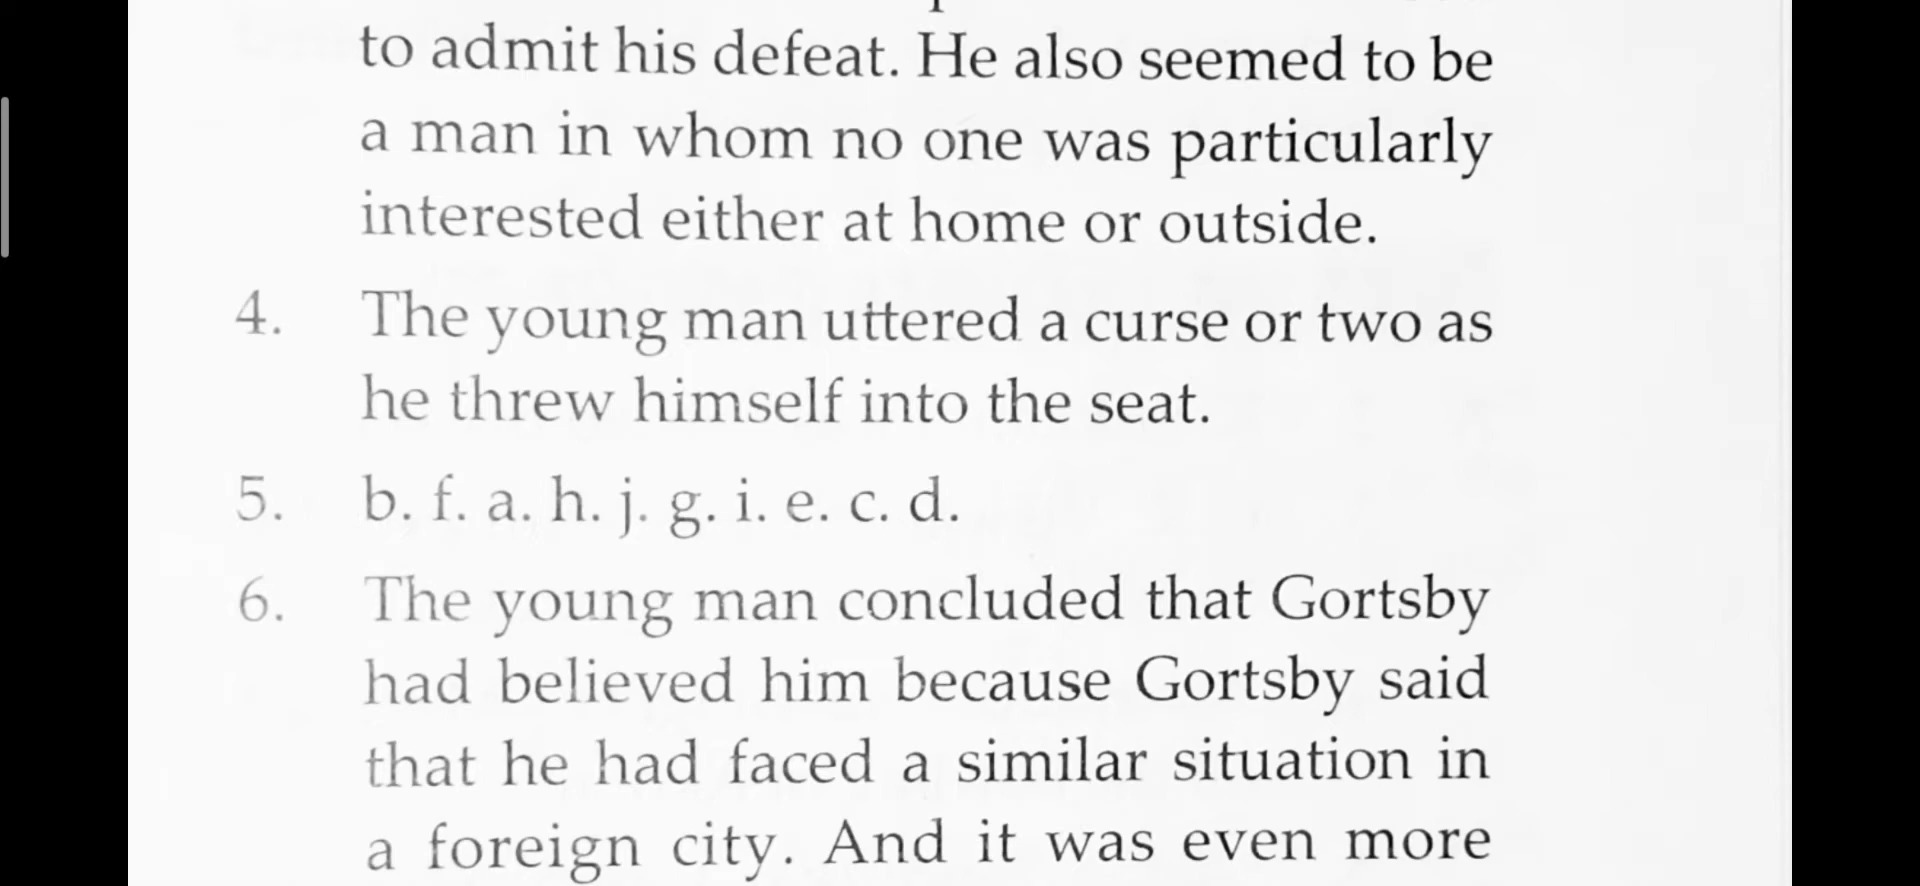 to admit his defeat. He also seemed to be
a man in whom no one was particularly
interested either at home or outside.
4. The young man uttered a curse or two as
he threw himself into the seat.
5. b. f. a. h. j. g. i. e. c. d.
6. The young man concluded that Gortsby
had believed him because Gortsby said
that he had faced a similar situation in
a foreign city. And it was even more